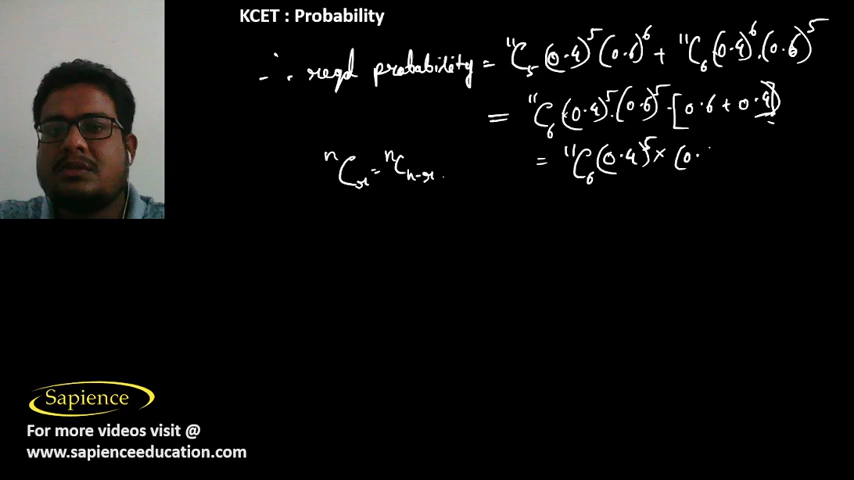 KCET : Probability
∴ reqd probability = ¹¹C₅ (0.4)⁵ (0.6)⁶ + ¹¹C₆ (0.4)⁶ . (0.6)⁵
= ¹¹C₆ (0.4)⁵ . (0.6)⁵ . [0.6 + 0.4]
ⁿCᵣ = ⁿCₙ₋ᵣ .
= ¹¹C₆ (0.4)⁵ × (0.
Sapience
For more videos visit @
www.sapienceeducation.com